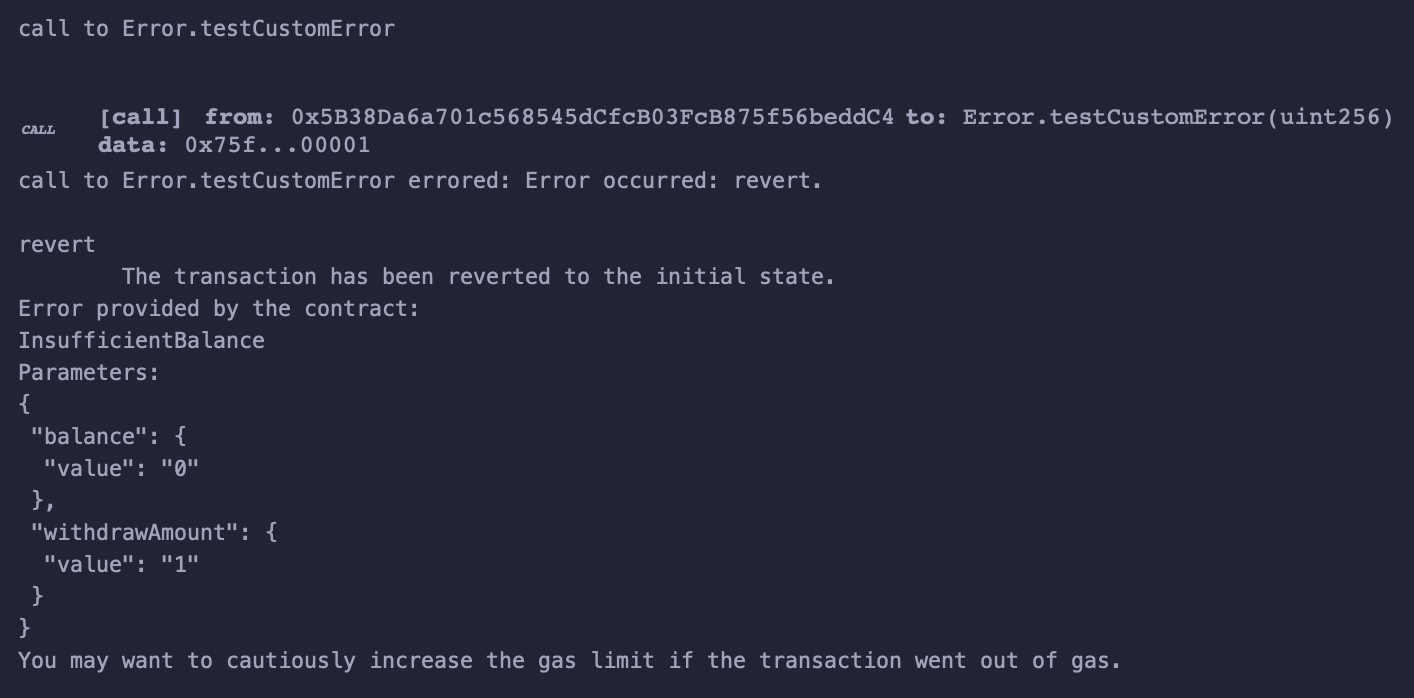 call to Error.testCustomError
CALL
[call] from: 0x5B38Da6a701c568545dCfcB03FcB875f56beddC4 to: Error.testCustomError(uint256)
data: 0x75f...00001
call to Error.testCustomError errored: Error occurred: revert.
revert
The transaction has been reverted to the initial state.
Error provided by the contract:
InsufficientBalance
Parameters:
{
"balance": {
"value": "0"
},
"withdrawAmount": {
"value": "1"
}
}
You may want to cautiously increase the gas limit if the transaction went out of gas.